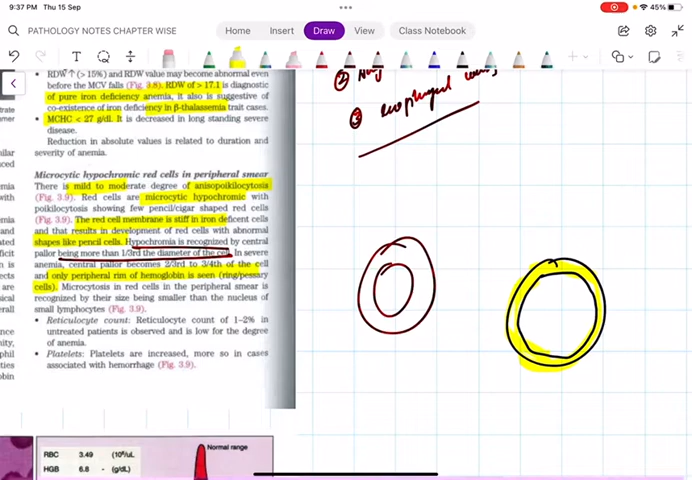 9:37 PM Thu 15 Sep
45%
PATHOLOGY NOTES CHAPTER WISE
Home
Insert
Draw
View
Class Notebook
• RDW ↑ (> 15%) and RDW value may become abnormal even
before the MCV falls (Fig. 3.8). RDW of > 17.1 is diagnostic
of pure iron deficiency anemia, it also is suggestive of
co-existence of iron deficiency in β-thalassemia trait cases.
• MCHC < 27 g/dl. It is decreased in long standing severe
disease.
Reduction in absolute values is related to duration and
severity of anemia.
Microcytic hypochromic red cells in peripheral smear
There is mild to moderate degree of anisopoikilocytosis
(Fig. 3.9). Red cells are microcytic hypochromic with
poikilocytosis showing few pencil/cigar shaped red cells
(Fig. 3.9). The red cell membrane is stiff in iron deficient cells
and that results in development of red cells with abnormal
shapes like pencil cells. Hypochromia is recognized by central
pallor being more than 1/3rd the diameter of the cell. In severe
anemia, central pallor becomes 2/3rd to 3/4th of the cell
and only peripheral rim of hemoglobin is seen (ring/pessary
cells). Microcytosis in red cells in the peripheral smear is
recognized by their size being smaller than the nucleus of
small lymphocytes (Fig. 3.9).
• Reticulocyte count: Reticulocyte count of 1–2% in
untreated patients is observed and is low for the degree
of anemia.
• Platelets: Platelets are increased, more so in cases
associated with hemorrhage (Fig. 3.9).
②
③
RBC 3.49 (10⁶/uL
HGB 6.8 - (g/dL)
Normal range